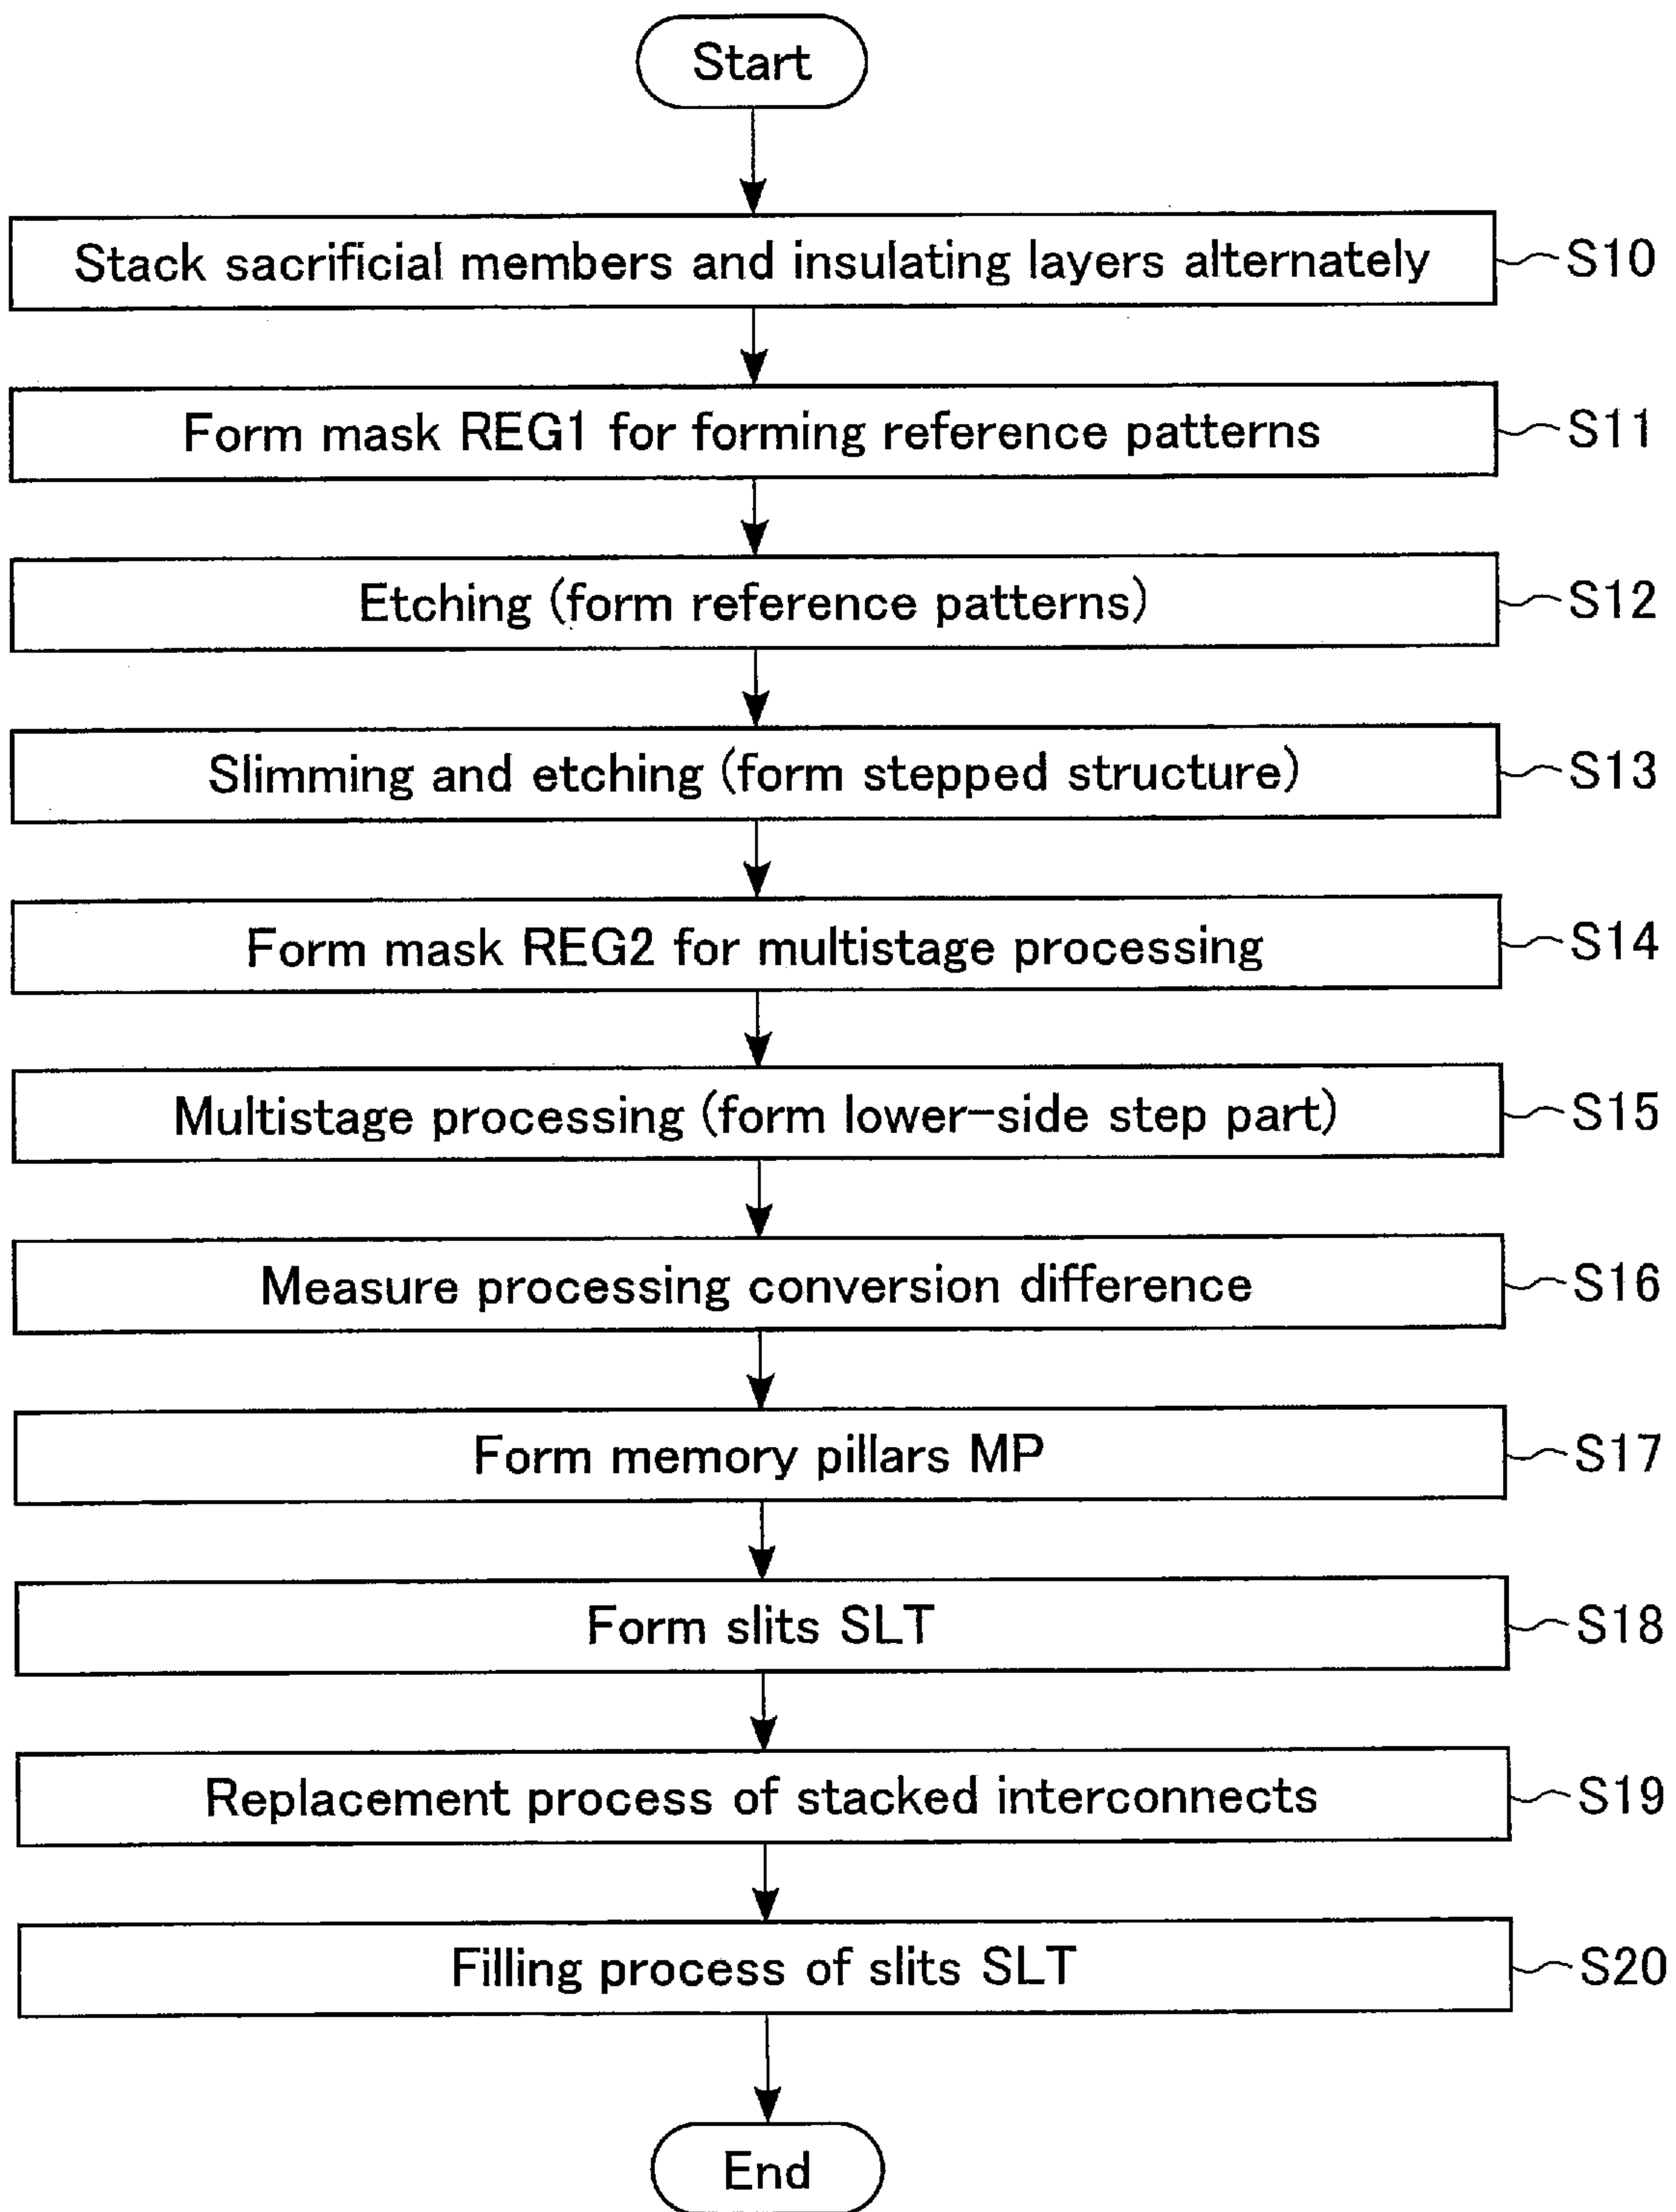 Start
Stack sacrificial members and insulating layers alternately S10
Form mask REG1 for forming reference patterns S11
Etching (form reference patterns) S12
Slimming and etching (form stepped structure) S13
Form mask REG2 for multistage processing S14
Multistage processing (form lower-side step part) S15
Measure processing conversion difference S16
Form memory pillars MP S17
Form slits SLT S18
Replacement process of stacked interconnects S19
Filling process of slits SLT S20
End